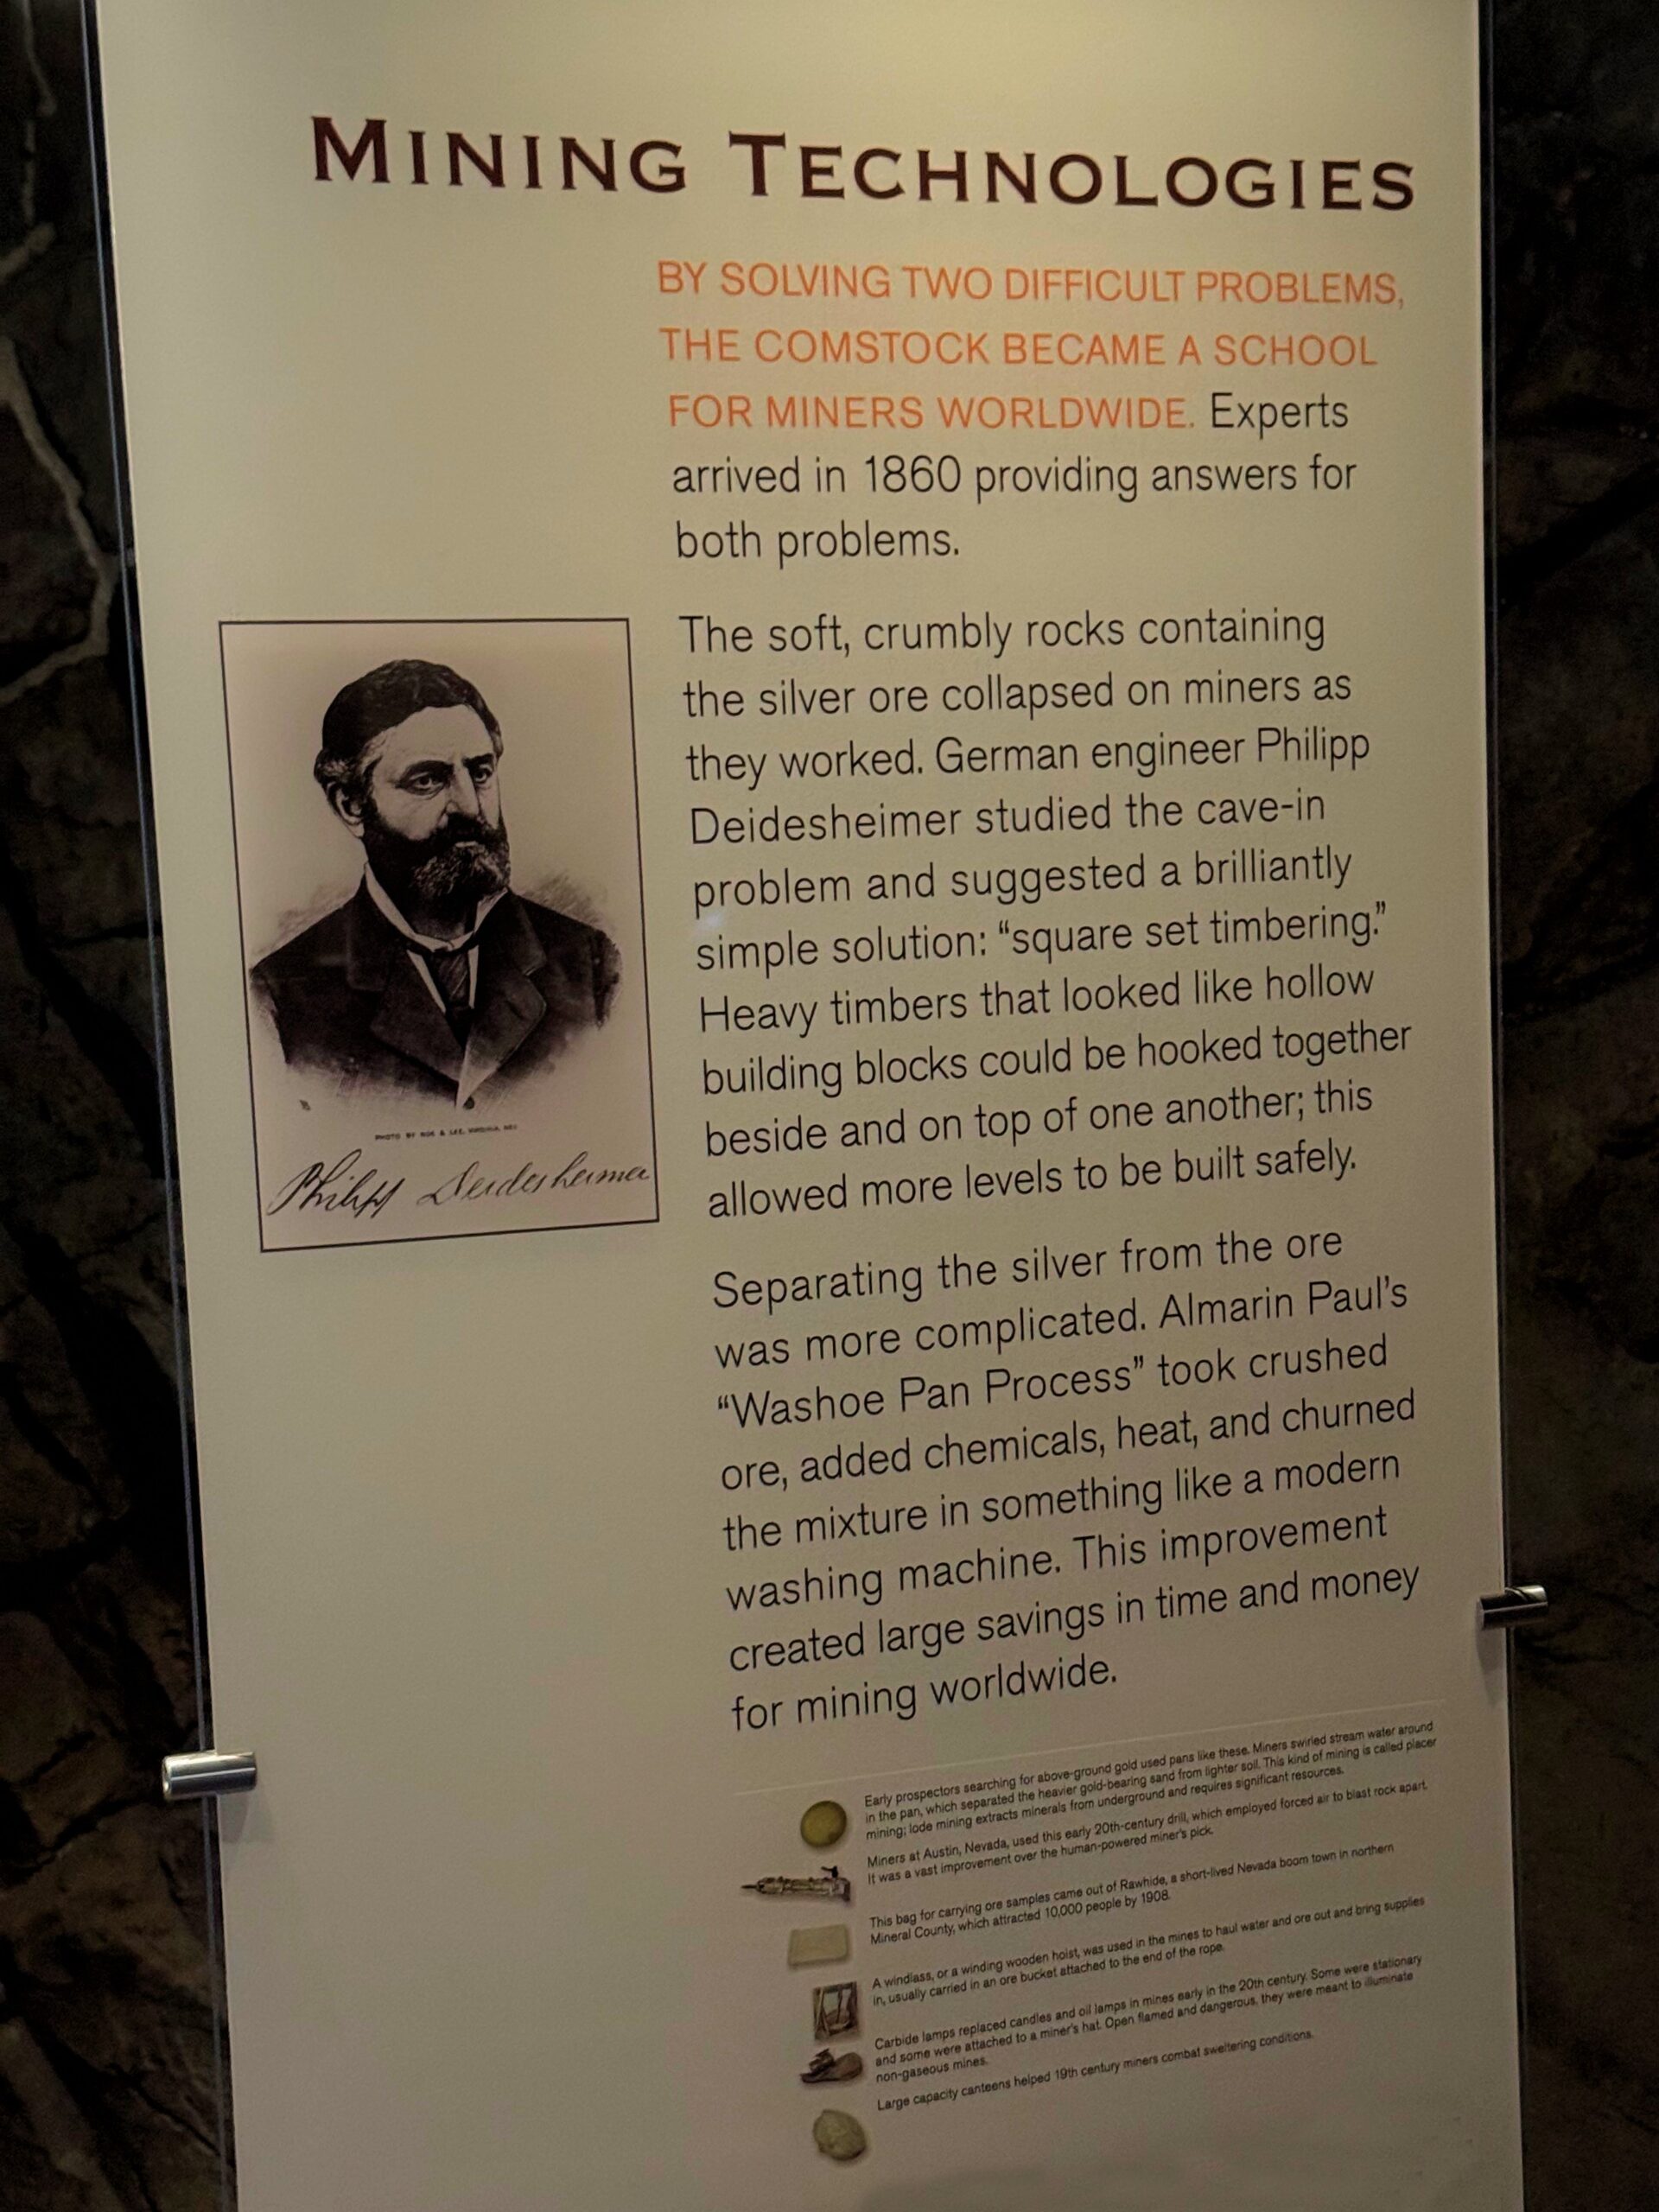 MINING TECHNOLOGIES
BY SOLVING TWO DIFFICULT PROBLEMS,
THE COMSTOCK BECAME A SCHOOL
FOR MINERS WORLDWIDE. Experts
arrived in 1860 providing answers for
both problems.
The soft, crumbly rocks containing
the silver ore collapsed on miners as
they worked. German engineer Philipp
Deidesheimer studied the cave-in
problem and suggested a brilliantly
simple solution: “square set timbering.”
Heavy timbers that looked like hollow
building blocks could be hooked together
beside and on top of one another; this
allowed more levels to be built safely.
PHOTO BY NOE & LEE, VIRGINIA, NEV
Philipp Deidesheimer
Separating the silver from the ore
was more complicated. Almarin Paul’s
“Washoe Pan Process” took crushed
ore, added chemicals, heat, and churned
the mixture in something like a modern
washing machine. This improvement
created large savings in time and money
for mining worldwide.
Early prospectors searching for above-ground gold used pans like these. Miners swirled stream water around
in the pan, which separated the heavier gold-bearing sand from lighter soil. This kind of mining is called placer
mining; lode mining extracts minerals from underground and requires significant resources.
Miners at Austin, Nevada, used this early 20th-century drill, which employed forced air to blast rock apart.
It was a vast improvement over the human-powered miner’s pick.
This bag for carrying ore samples came out of Rawhide, a short-lived Nevada boom town in northern
Mineral County, which attracted 10,000 people by 1908.
A windlass, or a winding wooden hoist, was used in the mines to haul water and ore out and bring supplies
in, usually carried in an ore bucket attached to the end of the rope.
Carbide lamps replaced candles and oil lamps in mines early in the 20th century. Some were stationary
and some were attached to a miner’s hat. Open flamed and dangerous, they were meant to illuminate
non-gaseous mines.
Large capacity canteens helped 19th century miners combat sweltering conditions.